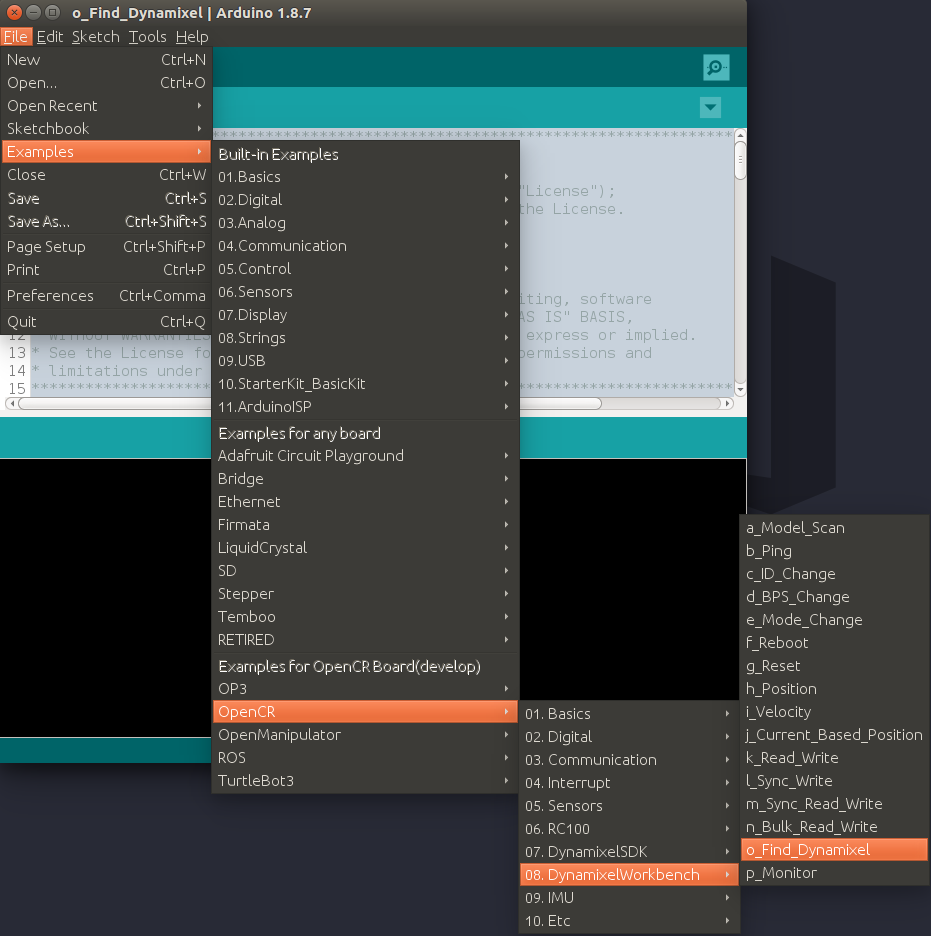 o_Find_Dynamixel | Arduino 1.8.7
File Edit Sketch Tools Help
New Ctrl+N
Open... Ctrl+O
Open Recent
Sketchbook
Examples
Close Ctrl+W
Save Ctrl+S
Save As... Ctrl+Shift+S
Page Setup Ctrl+Shift+P
Print Ctrl+P
Preferences Ctrl+Comma
Quit Ctrl+Q
"License");
the License.
iting, software
AS IS" BASIS,
12 * WITHOUT WARRANTIES express or implied.
13 * See the License fo permissions and
14 * limitations under
15
Built-in Examples
01.Basics
02.Digital
03.Analog
04.Communication
05.Control
06.Sensors
07.Display
08.Strings
09.USB
10.StarterKit_BasicKit
11.ArduinoISP
Examples for any board
Adafruit Circuit Playground
Bridge
Ethernet
Firmata
LiquidCrystal
SD
Stepper
Temboo
RETIRED
Examples for OpenCR Board(develop)
OP3
OpenCR
OpenManipulator
ROS
TurtleBot3
01. Basics
02. Digital
03. Communication
04. Interrupt
05. Sensors
06. RC100
07. DynamixelSDK
08. DynamixelWorkbench
09. IMU
10. Etc
a_Model_Scan
b_Ping
c_ID_Change
d_BPS_Change
e_Mode_Change
f_Reboot
g_Reset
h_Position
i_Velocity
j_Current_Based_Position
k_Read_Write
l_Sync_Write
m_Sync_Read_Write
n_Bulk_Read_Write
o_Find_Dynamixel
p_Monitor